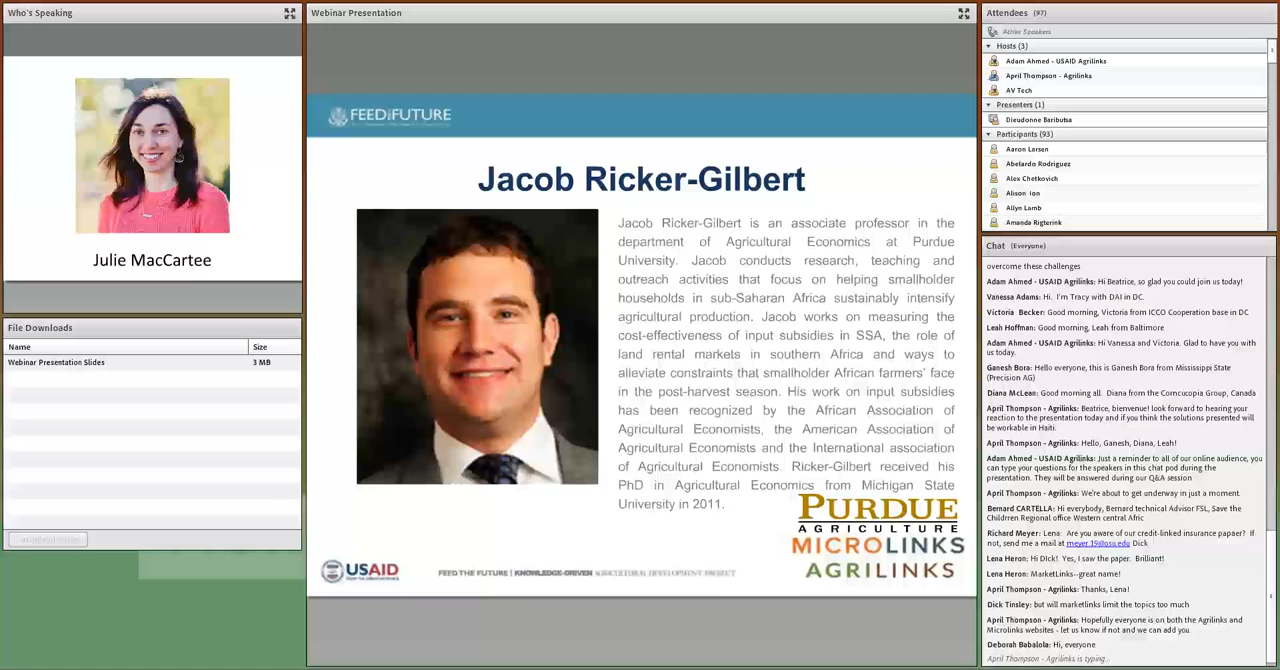 Who's Speaking
Julie MacCartee
File Downloads
Name Size
Webinar Presentation Slides 3 MB
Webinar Presentation
FEED THE FUTURE
Jacob Ricker-Gilbert
Jacob Ricker-Gilbert is an associate professor in the
department of Agricultural Economics at Purdue
University. Jacob conducts research, teaching and
outreach activities that focus on helping smallholder
households in sub-Saharan Africa sustainably intensify
agricultural production. Jacob works on measuring the
cost-effectiveness of input subsidies in SSA, the role of
land rental markets in southern Africa and ways to
alleviate constraints that smallholder African farmers' face
in the post-harvest season. His work on input subsidies
has been recognized by the African Association of
Agricultural Economists, the American Association of
Agricultural Economists and the International association
of Agricultural Economists. Ricker-Gilbert received his
PhD in Agricultural Economics from Michigan State
University in 2011.
PURDUE
AGRICULTURE
MICROLINKS
AGRILINKS
USAID
FEED THE FUTURE | KNOWLEDGE-DRIVEN AGRICULTURAL DEVELOPMENT PROJECT
Attendees (97)
Active Speakers
Hosts (3)
Adam Ahmed - USAID Agrilinks
April Thompson - Agrilinks
AV Tech
Presenters (1)
Dieudonne Baributsa
Participants (93)
Aaron Larsen
Abelardo Rodriguez
Alex Chetkovich
Alison Ion
Allyn Lamb
Amanda Rigterink
Chat (Everyone)
overcome these challenges
Adam Ahmed - USAID Agrilinks: Hi Beatrice, so glad you could join us today!
Vanessa Adams: Hi. I'm Tracy with DAI in DC.
Victoria Becker: Good morning, Victoria from ICCO Cooperation base in DC
Leah Hoffman: Good morning, Leah from Baltimore
Adam Ahmed - USAID Agrilinks: Hi Vanessa and Victoria. Glad to have you with
us today.
Ganesh Bora: Hello everyone, this is Ganesh Bora from Mississipi State
(Precision AG)
Diana McLean: Good morning all. Diana from the Corncucopia Group, Canada
April Thompson - Agrilinks: Beatrice, bienvenue! look forward to hearing your
reaction to the presentation today and if you think the solutions presented will
be workable in Haiti.
April Thompson - Agrilinks: Hello, Ganesh, Diana, Leah!
Adam Ahmed - USAID Agrilinks: Just a reminder to all of our online audience, you
can type your questions for the speakers in this chat pod during the
presentation. They will be answered during our Q&A session
April Thompson - Agrilinks: We're about to get underway in just a moment.
Bernard CARTELLA: Hi everybody, Bernard technical Advisor FSL, Save the
Childrren Regional office Western central Afric
Richard Meyer: Lena: Are you aware of our credit-linked insurance papaer? If
not, send me a mail at meyer.19@osu.edu Dick
Lena Heron: Hi Dick! Yes, I saw the paper. Brilliant!
Lena Heron: MarketLinks--great name!
April Thompson - Agrilinks: Thanks, Lena!
Dick Tinsley: but will marketlinks limit the topics too much
April Thompson - Agrilinks: Hopefully everyone is on both the Agrilinks and
Microlinks websites - let us know if not and we can add you.
Deborah Babalola: Hi, everyone
April Thompson - Agrilinks is typing...